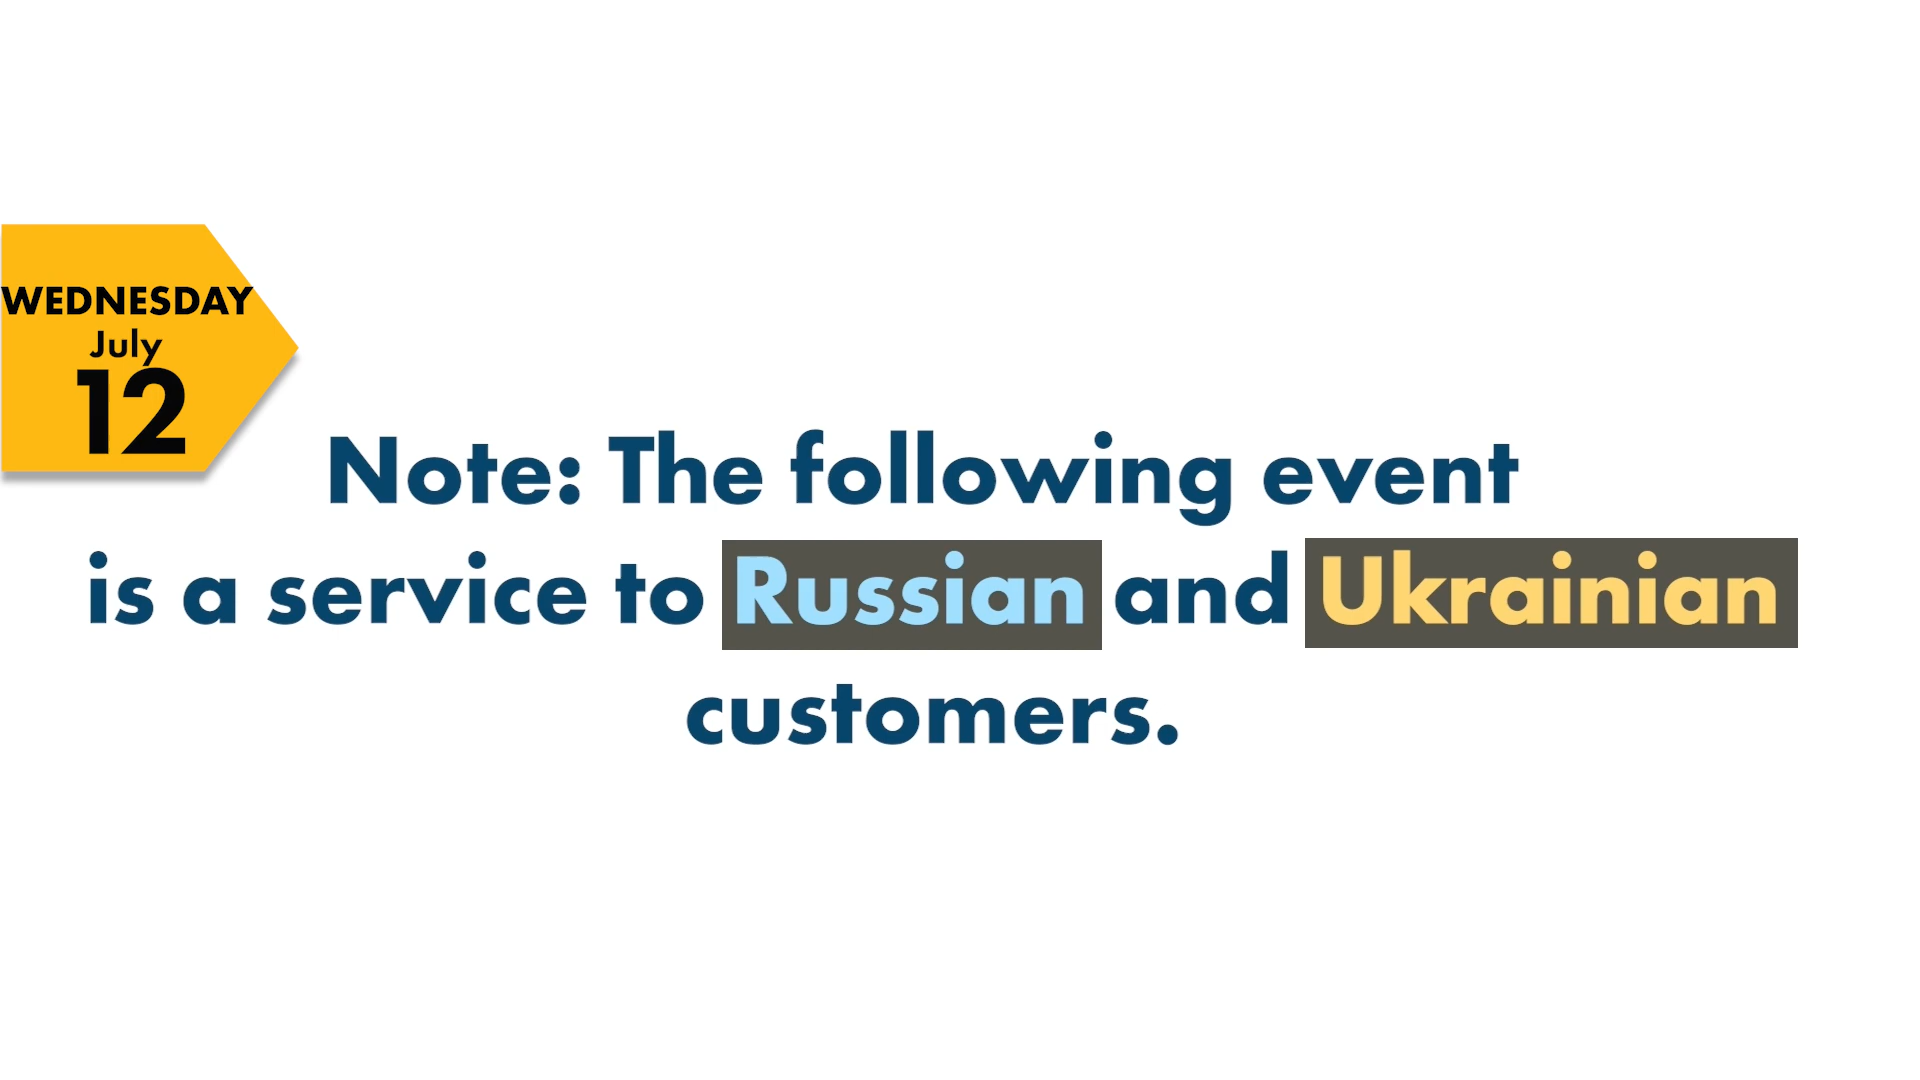 WEDNESDAY
July
12
Note: The following event
is a service to Russian and Ukrainian
customers.